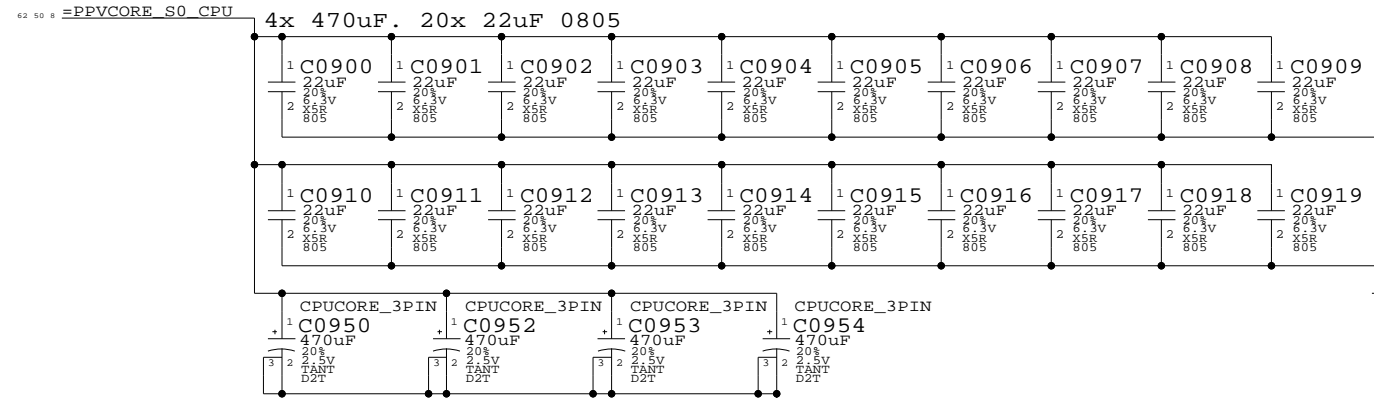 62 50 8 =PPVCORE_S0_CPU
4x 470uF. 20x 22uF 0805
1 C0900 1 C0901 1 C0902 1 C0903 1 C0904 1 C0905 1 C0906 1 C0907 1 C0908 1 C0909
22uF 22uF 22uF 22uF 22uF 22uF 22uF 22uF 22uF 22uF
20% 20% 20% 20% 20% 20% 20% 20% 20% 20%
2 6.3V 2 6.3V 2 6.3V 2 6.3V 2 6.3V 2 6.3V 2 6.3V 2 6.3V 2 6.3V 2 6.3V
X5R X5R X5R X5R X5R X5R X5R X5R X5R X5R
805 805 805 805 805 805 805 805 805 805
1 C0910 1 C0911 1 C0912 1 C0913 1 C0914 1 C0915 1 C0916 1 C0917 1 C0918 1 C0919
22uF 22uF 22uF 22uF 22uF 22uF 22uF 22uF 22uF 22uF
20% 20% 20% 20% 20% 20% 20% 20% 20% 20%
2 6.3V 2 6.3V 2 6.3V 2 6.3V 2 6.3V 2 6.3V 2 6.3V 2 6.3V 2 6.3V 2 6.3V
X5R X5R X5R X5R X5R X5R X5R X5R X5R X5R
805 805 805 805 805 805 805 805 805 805
CPUCORE_3PIN CPUCORE_3PIN CPUCORE_3PIN CPUCORE_3PIN
+ 1 C0950 + 1 C0952 + 1 C0953 + 1 C0954
470uF 470uF 470uF 470uF
20% 20% 20% 20%
3 2 2.5V 3 2 2.5V 3 2 2.5V 3 2 2.5V
TANT TANT TANT TANT
D2T D2T D2T D2T